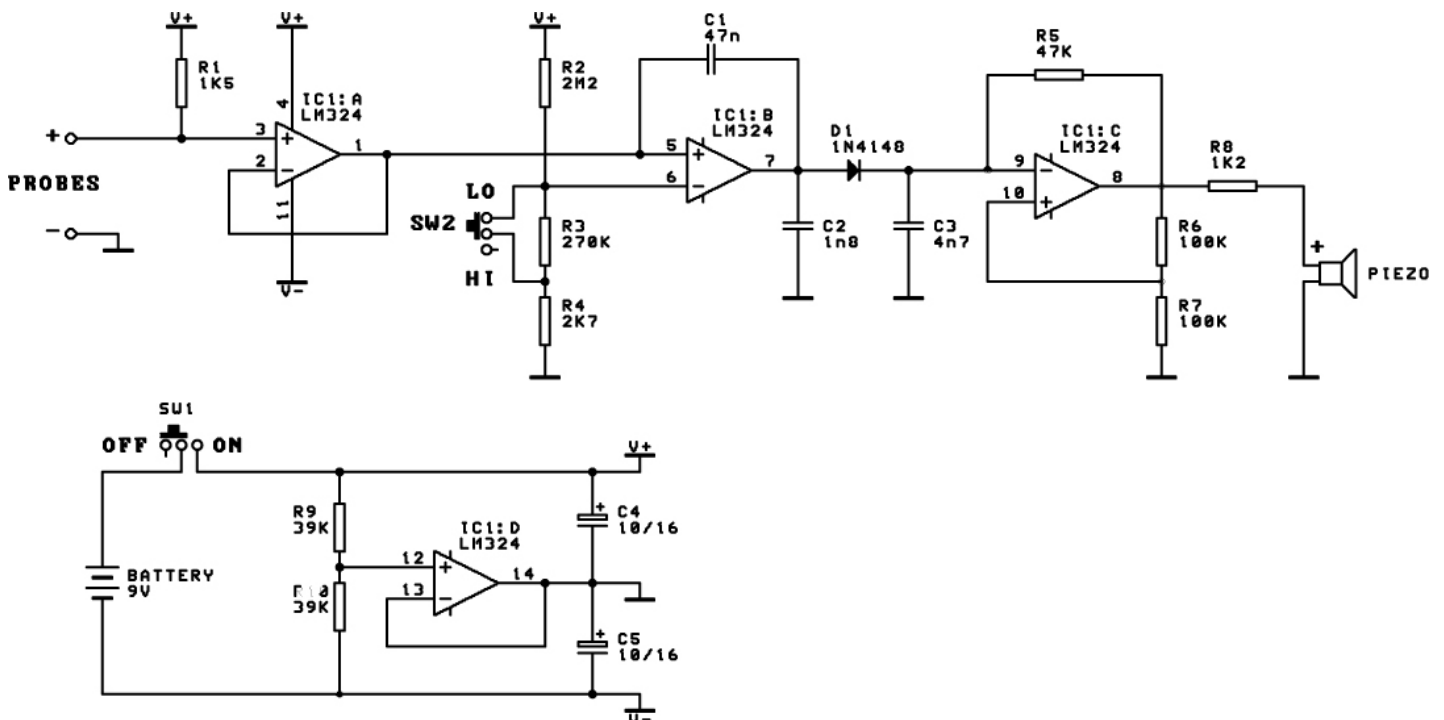 V+
V+
V+
C1
47n
R5
47K
R1
1K5
R2
2M2
IC1:A
LM324
4
3
+
2
−
1
11
V-
+
PROBES
−
IC1:B
LM324
5
+
6
−
7
D1
1N4148
IC1:C
LM324
9
−
10
+
8
R8
1K2
LO
SW2
HI
R3
270K
R4
2K7
C2
1n8
C3
4n7
R6
100K
R7
100K
+
PIEZO
SW1
OFF
ON
V+
R9
39K
IC1:D
LM324
12
+
13
−
14
+
C4
10/16
BATTERY
9V
R10
39K
+
C5
10/16
V-